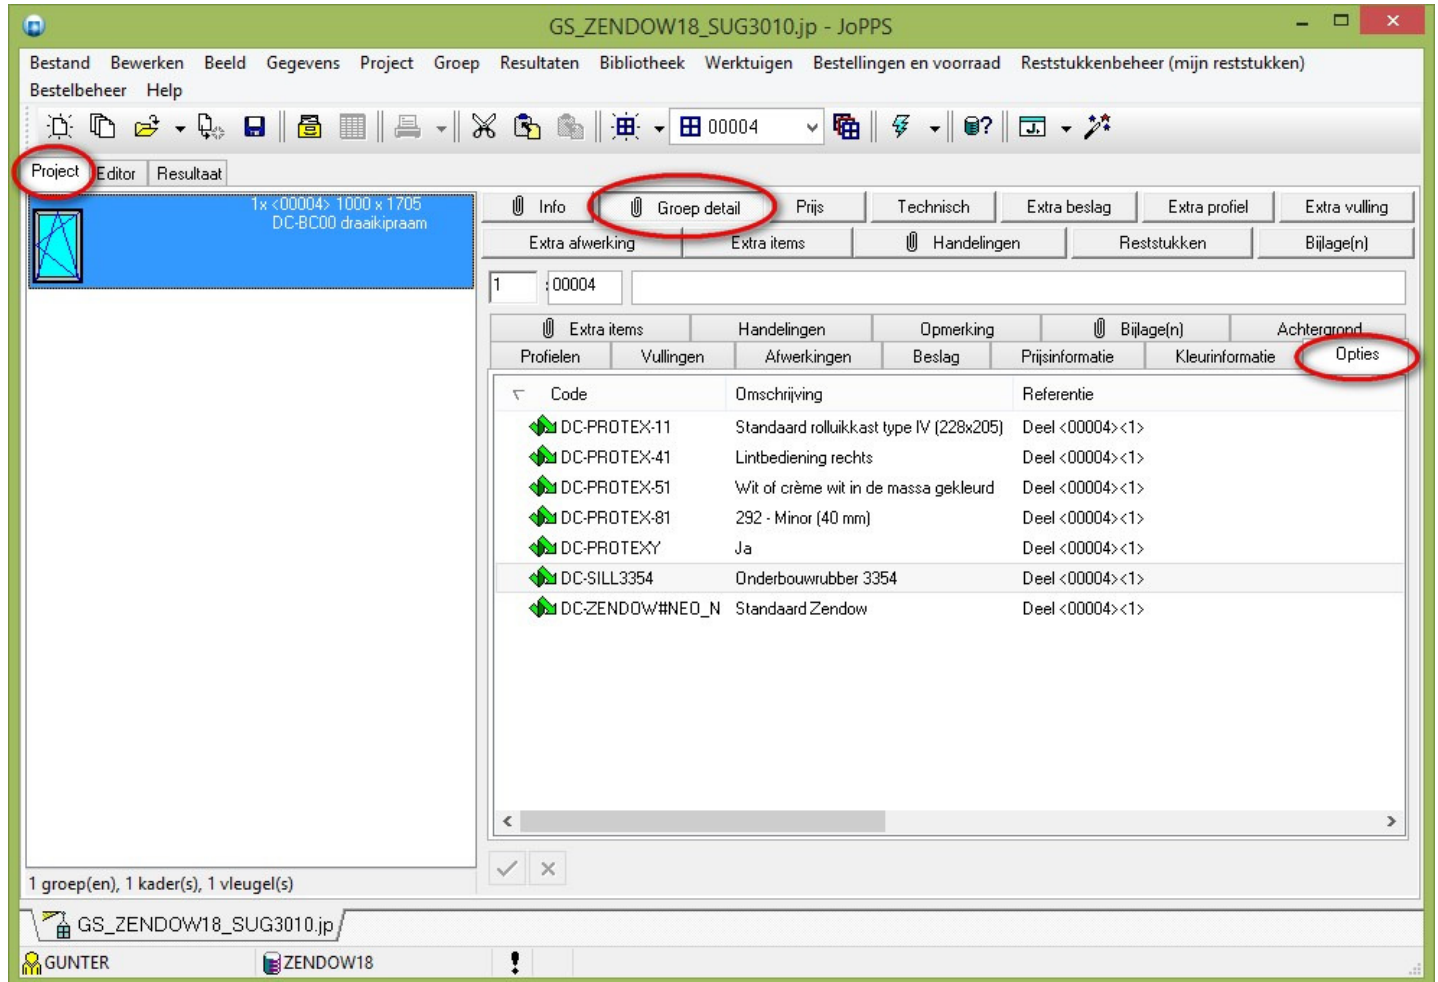 GS_ZENDOW18_SUG3010.jp - JoPPS
Bestand Bewerken Beeld Gegevens Project Groep Resultaten Bibliotheek Werktuigen Bestellingen en voorraad Reststukkenbeheer (mijn reststukken)
Bestelbeheer Help
00004
Project Editor Resultaat
1x <00004> 1000 x 1705
DC-BC00 draaikipraam
Info Groep detail Prijs Technisch Extra beslag Extra profiel Extra vulling
Extra afwerking Extra items Handelingen Reststukken Bijlage(n)
1 : 00004
Extra items Handelingen Opmerking Bijlage(n) Achtergrond
Profielen Vullingen Afwerkingen Beslag Prijsinformatie Kleurinformatie Opties
Code Omschrijving Referentie
DC-PROTEX-11 Standaard rolluikkast type IV (228x205) Deel <00004><1>
DC-PROTEX-41 Lintbediening rechts Deel <00004><1>
DC-PROTEX-51 Wit of crème wit in de massa gekleurd Deel <00004><1>
DC-PROTEX-81 292 - Minor (40 mm) Deel <00004><1>
DC-PROTEXY Ja Deel <00004><1>
DC-SILL3354 Onderbouwrubber 3354 Deel <00004><1>
DC-ZENDOW#NEO_N Standaard Zendow Deel <00004><1>
1 groep(en), 1 kader(s), 1 vleugel(s)
GS_ZENDOW18_SUG3010.jp
GUNTER ZENDOW18